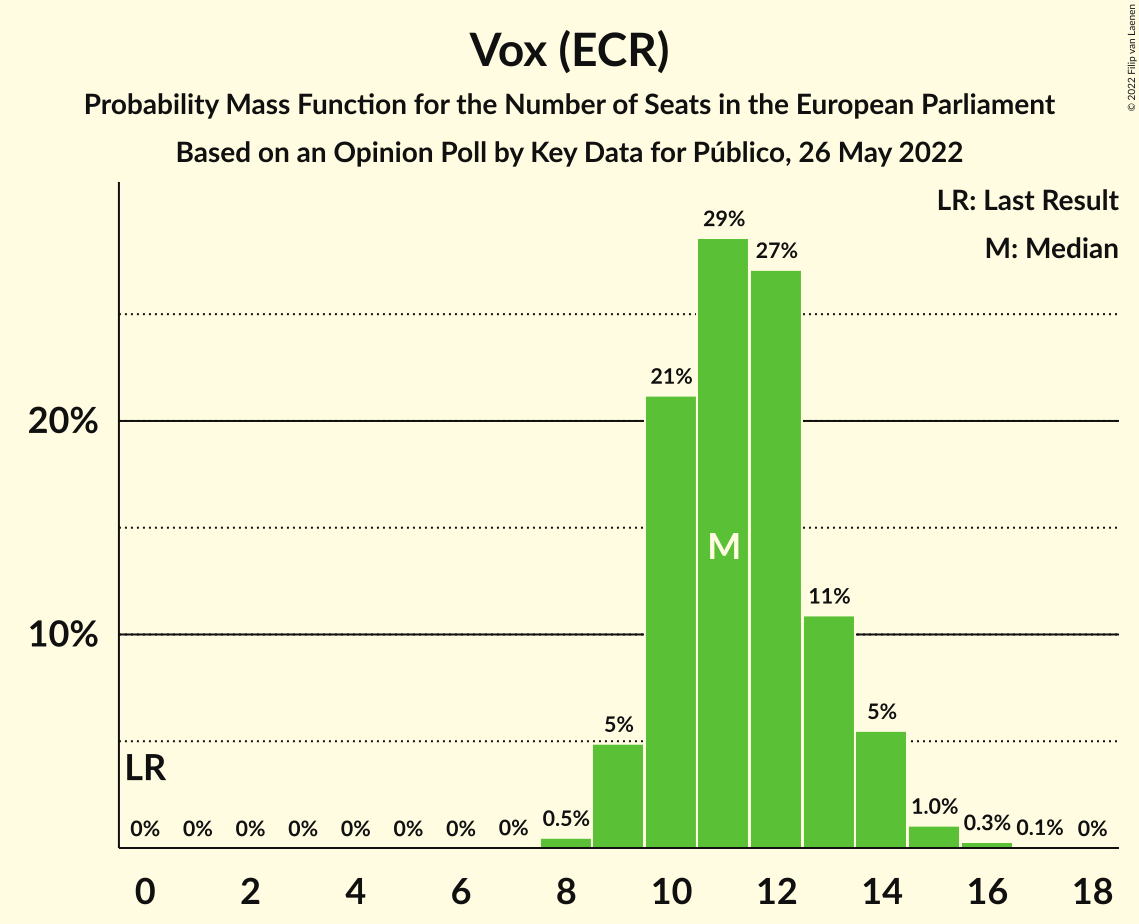 Vox (ECR)
Probability Mass Function for the Number of Seats in the European Parliament
Based on an Opinion Poll by Key Data for Público, 26 May 2022
© 2022 Filip van Laenen
LR: Last Result
M: Median
20%
10%
LR
M
0%
0%
0%
0%
0%
0%
0%
0%
0.5%
5%
21%
29%
27%
11%
5%
1.0%
0.3%
0.1%
0%
0 2 4 6 8 10 12 14 16 18